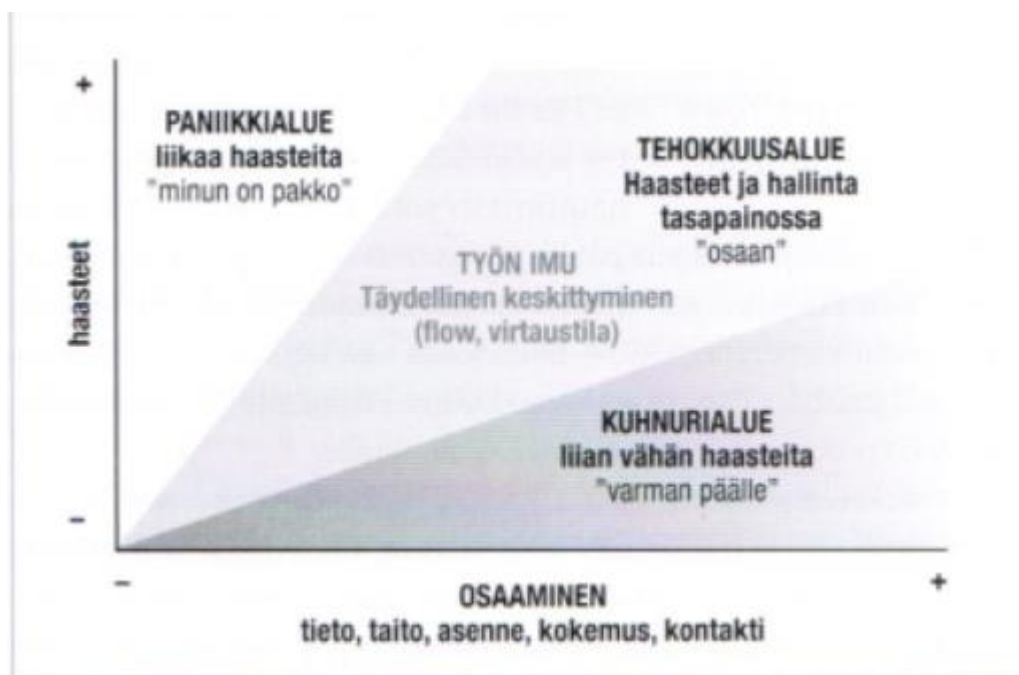 +
PANIIKKIALUE
liikaa haasteita
"minun on pakko"
TEHOKKUUSALUE
Haasteet ja hallinta
tasapainossa
"osaan"
TYÖN IMU
Täydellinen keskittyminen
(flow, virtaustila)
haasteet
KUHNURIALUE
liian vähän haasteita
"varman päälle"
–
–
+
OSAAMINEN
tieto, taito, asenne, kokemus, kontakti